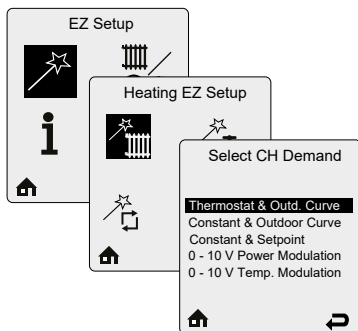 EZ Setup
Heating EZ Setup
Select CH Demand
Thermostat & Outd. Curve
Constant & Outdoor Curve
Constant & Setpoint
0 - 10 V Power Modulation
0 - 10 V Temp. Modulation